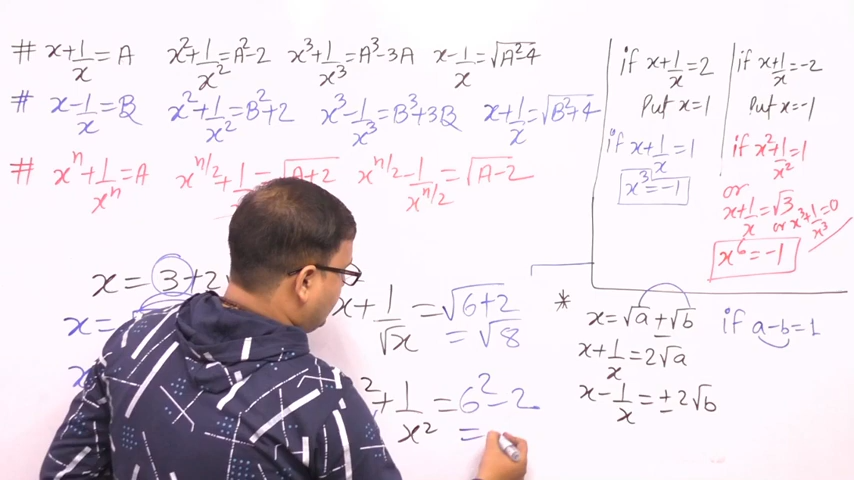 # x+1/x=A x²+1/x²=A²-2 x³+1/x³=A³-3A x-1/x=√(A²-4)
# x-1/x=B x²+1/x²=B²+2 x³-1/x³=B³+3B x+1/x=√(B²+4)
# xⁿ+1/xⁿ=A x^(n/2)+1/x =√(A+2) x^(n/2)-1/x^(n/2)=√(A-2)
if x+1/x=2
Put x=1
if x+1/x=1
x³=-1
if x+1/x=-2
Put x=-1
if x²+1/x²=1
or
x+1/x=√3 or x³+1/x³=0
x⁶=-1
x=3+2
x=
x
x+1/√x=√(6+2)
=√8
²+1/x²=6²-2
=
* x=√a±√b if a-b=1
x+1/x=2√a
x-1/x=±2√b